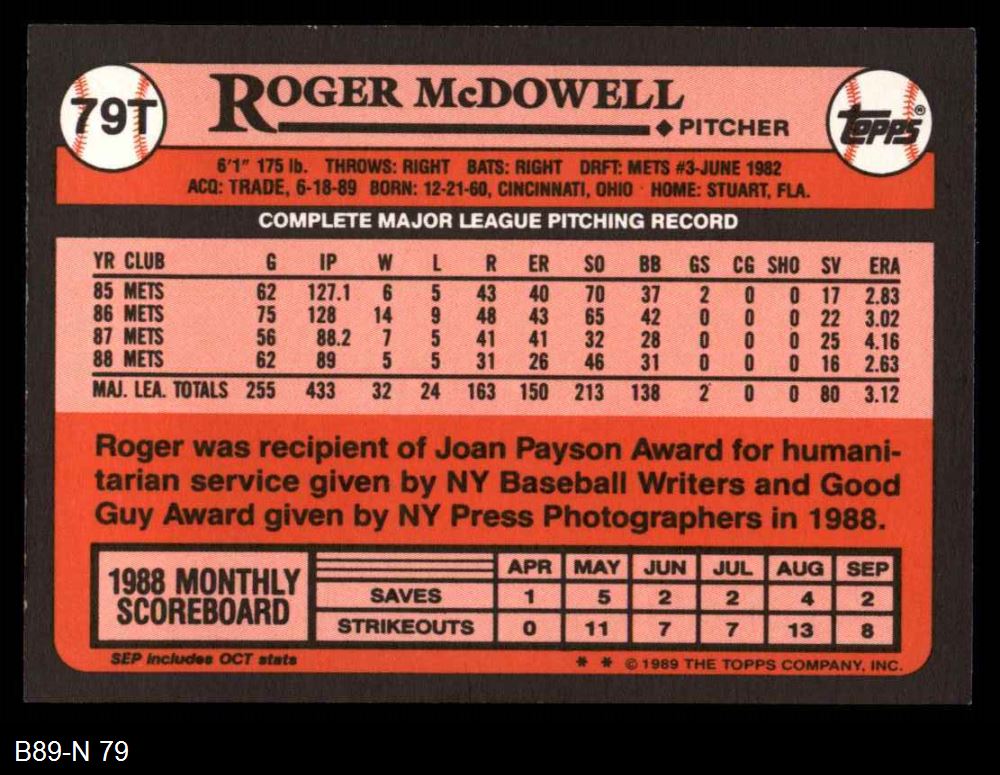 79T
ROGER McDOWELL
◆ PITCHER
TOPPS®
6'1" 175 lb. THROWS: RIGHT BATS: RIGHT DRFT: METS #3-JUNE 1982
ACQ: TRADE, 6-18-89 BORN: 12-21-60, CINCINNATI, OHIO · HOME: STUART, FLA.
COMPLETE MAJOR LEAGUE PITCHING RECORD
YR CLUB G IP W L R ER SO BB GS CG SHO SV ERA
85 METS 62 127.1 6 5 43 40 70 37 2 0 0 17 2.83
86 METS 75 128 14 9 48 43 65 42 0 0 0 22 3.02
87 METS 56 88.2 7 5 41 41 32 28 0 0 0 25 4.16
88 METS 62 89 5 5 31 26 46 31 0 0 0 16 2.63
MAJ. LEA. TOTALS 255 433 32 24 163 150 213 138 2 0 0 80 3.12
Roger was recipient of Joan Payson Award for humani-
tarian service given by NY Baseball Writers and Good
Guy Award given by NY Press Photographers in 1988.
1988 MONTHLY
SCOREBOARD
APR MAY JUN JUL AUG SEP
SAVES 1 5 2 2 4 2
STRIKEOUTS 0 11 7 7 13 8
SEP includes OCT stats
* * © 1989 THE TOPPS COMPANY, INC.
B89-N 79